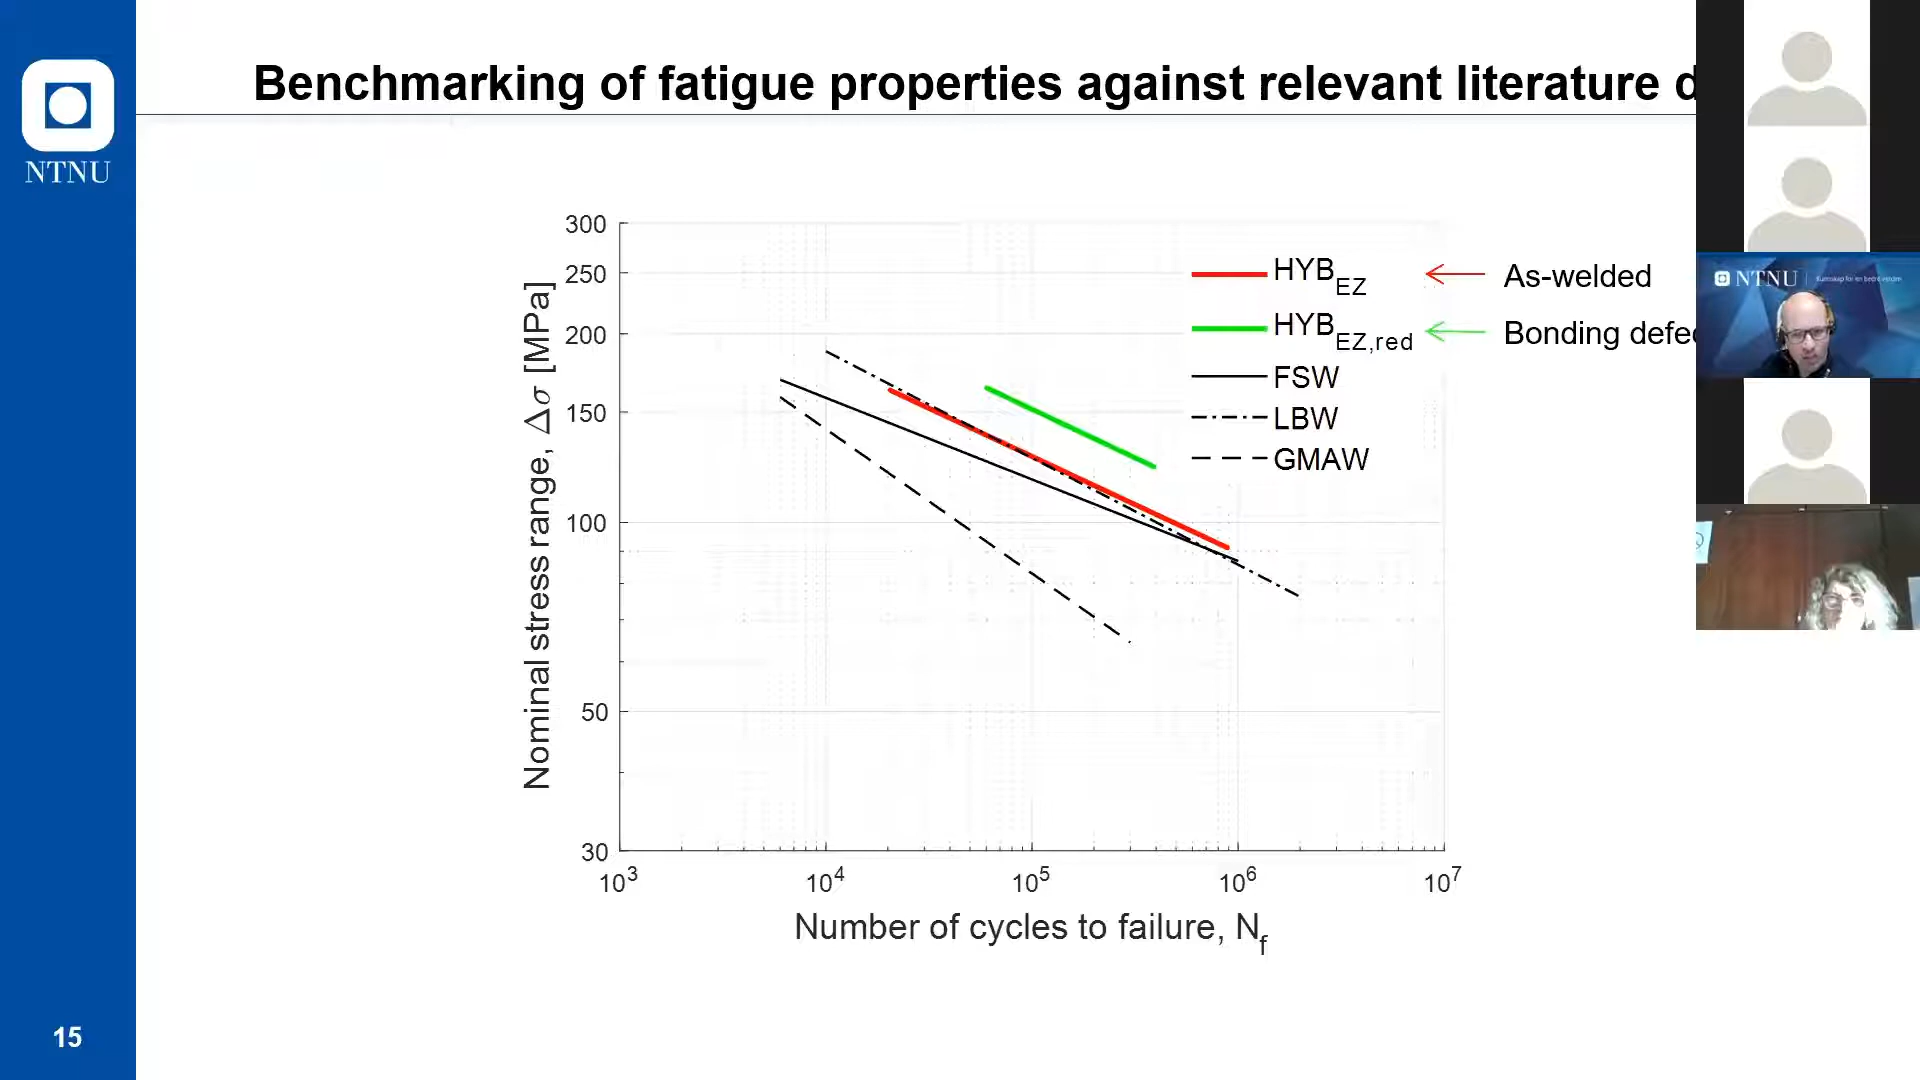 Benchmarking of fatigue properties against relevant literature d
NTNU
300
250
200
150
100
50
30
Nominal stress range, Δσ [MPa]
HYB_EZ
As-welded
HYB_EZ,red
Bonding defe
FSW
LBW
GMAW
10^3 10^4 10^5 10^6 10^7
Number of cycles to failure, N_f
15
NTNU